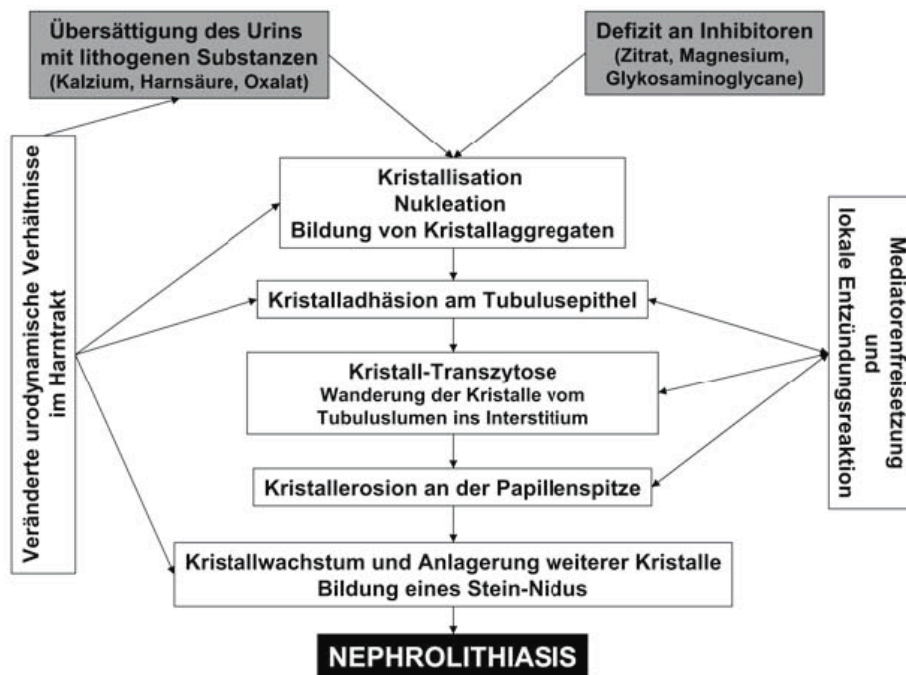 Übersättigung des Urins
mit lithogenen Substanzen
(Kalzium, Harnsäure, Oxalat)
Defizit an Inhibitoren
(Zitrat, Magnesium,
Glykosaminoglycane)
Veränderte urodynamische Verhältnisse
im Harntrakt
Kristallisation
Nukleation
Bildung von Kristallaggregaten
Kristalladhäsion am Tubulusepithel
Kristall-Transzytose
Wanderung der Kristalle vom
Tubuluslumen ins Interstitium
Kristallerosion an der Papillenspitze
Kristallwachstum und Anlagerung weiterer Kristalle
Bildung eines Stein-Nidus
NEPHROLITHIASIS
Mediatorenfreisetzung
und
lokale Entzündungsreaktion